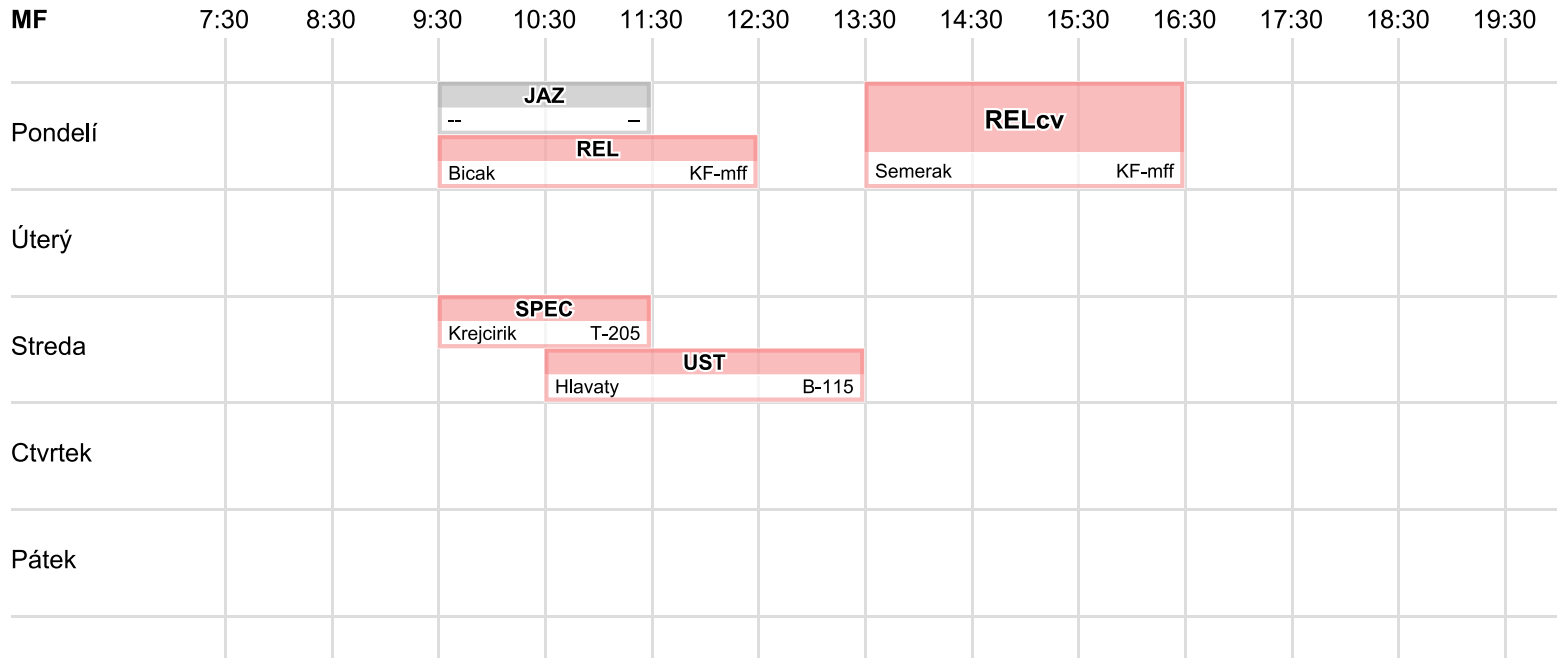 MF 7:30 8:30 9:30 10:30 11:30 12:30 13:30 14:30 15:30 16:30 17:30 18:30 19:30
Pondelí
JAZ
-- –
REL
Bicak KF-mff
RELcv
Semerak KF-mff
Úterý
Streda
SPEC
Krejcirik T-205
UST
Hlavaty B-115
Ctvrtek
Pátek